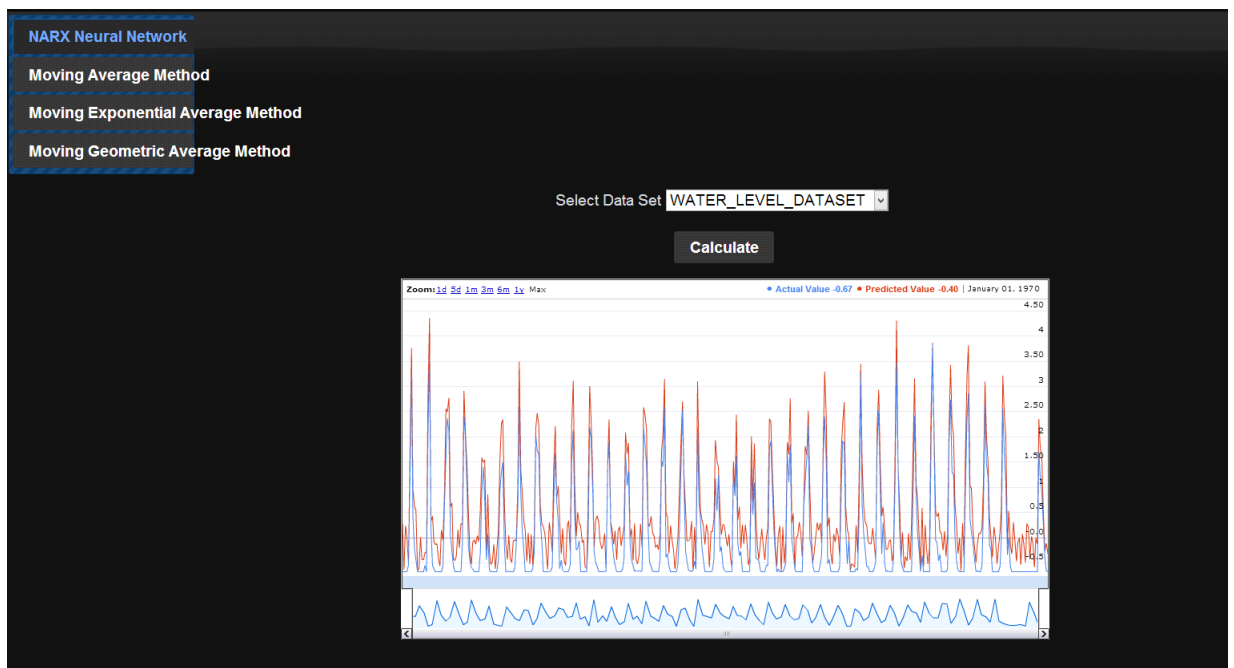 NARX Neural Network
Moving Average Method
Moving Exponential Average Method
Moving Geometric Average Method
Select Data Set WATER_LEVEL_DATASET
Calculate
Zoom: 1d 5d 1m 3m 6m 1y Max • Actual Value -0.67 • Predicted Value -0.40 | January 01, 1970
4.50
4
3.50
3
2.50
2
1.50
1
0.5
0.0
-0.5